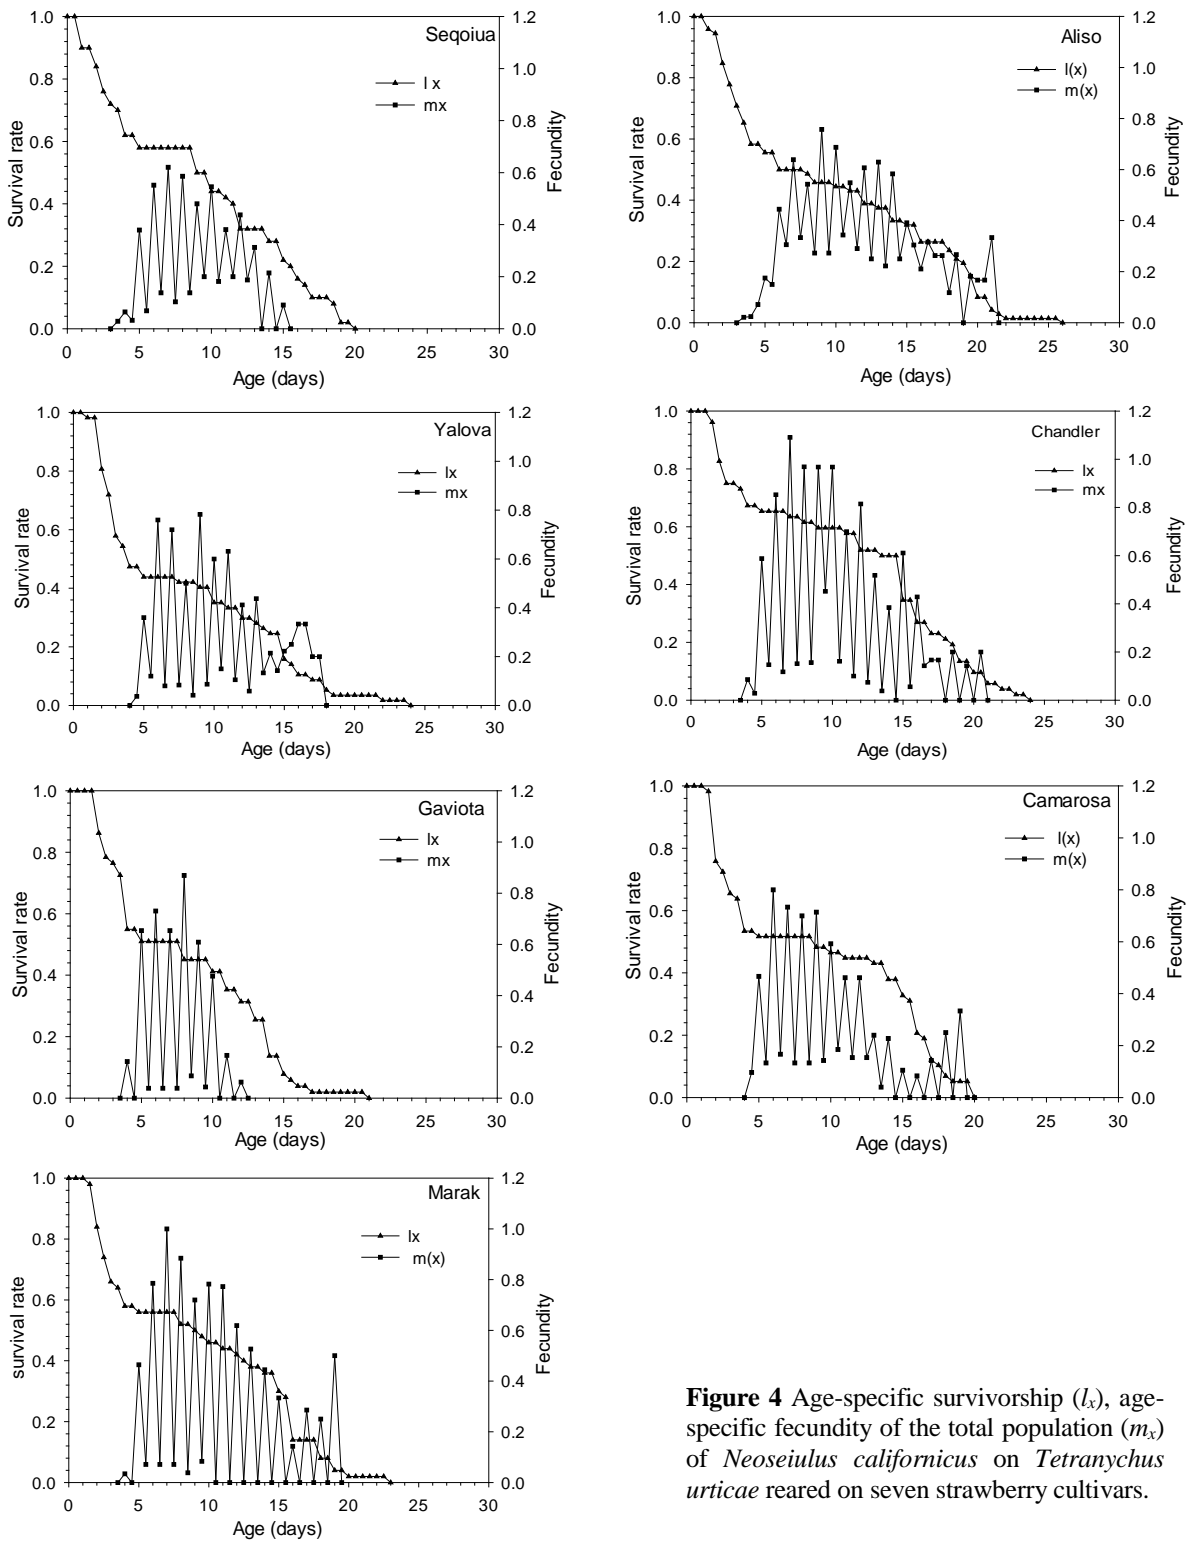 Seqoiua
l x
mx
Survival rate
Fecundity
1.0
0.8
0.6
0.4
0.2
0.0
1.2
1.0
0.8
0.6
0.4
0.2
0.0
0 5 10 15 20 25 30
Age (days)
Aliso
l(x)
m(x)
Survival rate
Fecundity
1.0
0.8
0.6
0.4
0.2
0.0
1.2
1.0
0.8
0.6
0.4
0.2
0.0
0 5 10 15 20 25 30
Age (days)
Yalova
lx
mx
Survival rate
Fecundity
1.0
0.8
0.6
0.4
0.2
0.0
1.2
1.0
0.8
0.6
0.4
0.2
0.0
0 5 10 15 20 25 30
Age (days)
Chandler
lx
mx
Survival rate
Fecundity
1.0
0.8
0.6
0.4
0.2
0.0
1.2
1.0
0.8
0.6
0.4
0.2
0.0
0 5 10 15 20 25 30
Age (days)
Gaviota
lx
mx
Survival rate
Fecundity
1.0
0.8
0.6
0.4
0.2
0.0
1.2
1.0
0.8
0.6
0.4
0.2
0.0
0 5 10 15 20 25 30
Age (days)
Camarosa
l(x)
m(x)
Survival rate
Fecundity
1.0
0.8
0.6
0.4
0.2
0.0
1.2
1.0
0.8
0.6
0.4
0.2
0.0
0 5 10 15 20 25 30
Age (days)
Marak
lx
m(x)
survival rate
Fecundity
1.0
0.8
0.6
0.4
0.2
0.0
1.2
1.0
0.8
0.6
0.4
0.2
0.0
0 5 10 15 20 25 30
Age (days)
Figure 4 Age-specific survivorship (lx), age-
specific fecundity of the total population (mx)
of Neoseiulus californicus on Tetranychus
urticae reared on seven strawberry cultivars.